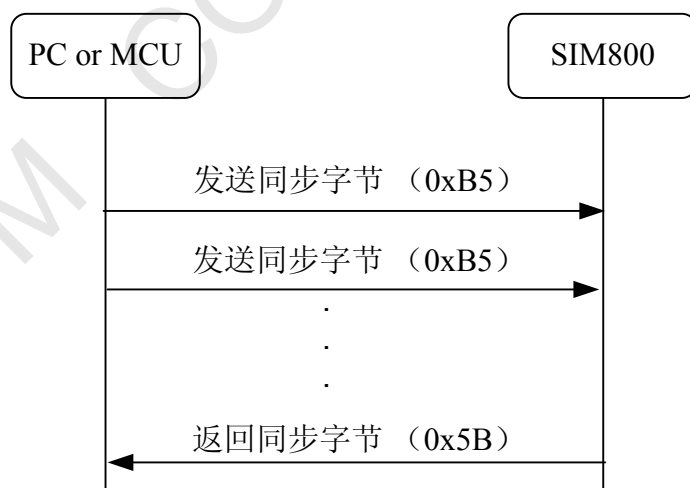 PC or MCU
SIM800
发送同步字节 （0xB5）
发送同步字节 （0xB5）
.
.
.
返回同步字节 （0x5B）